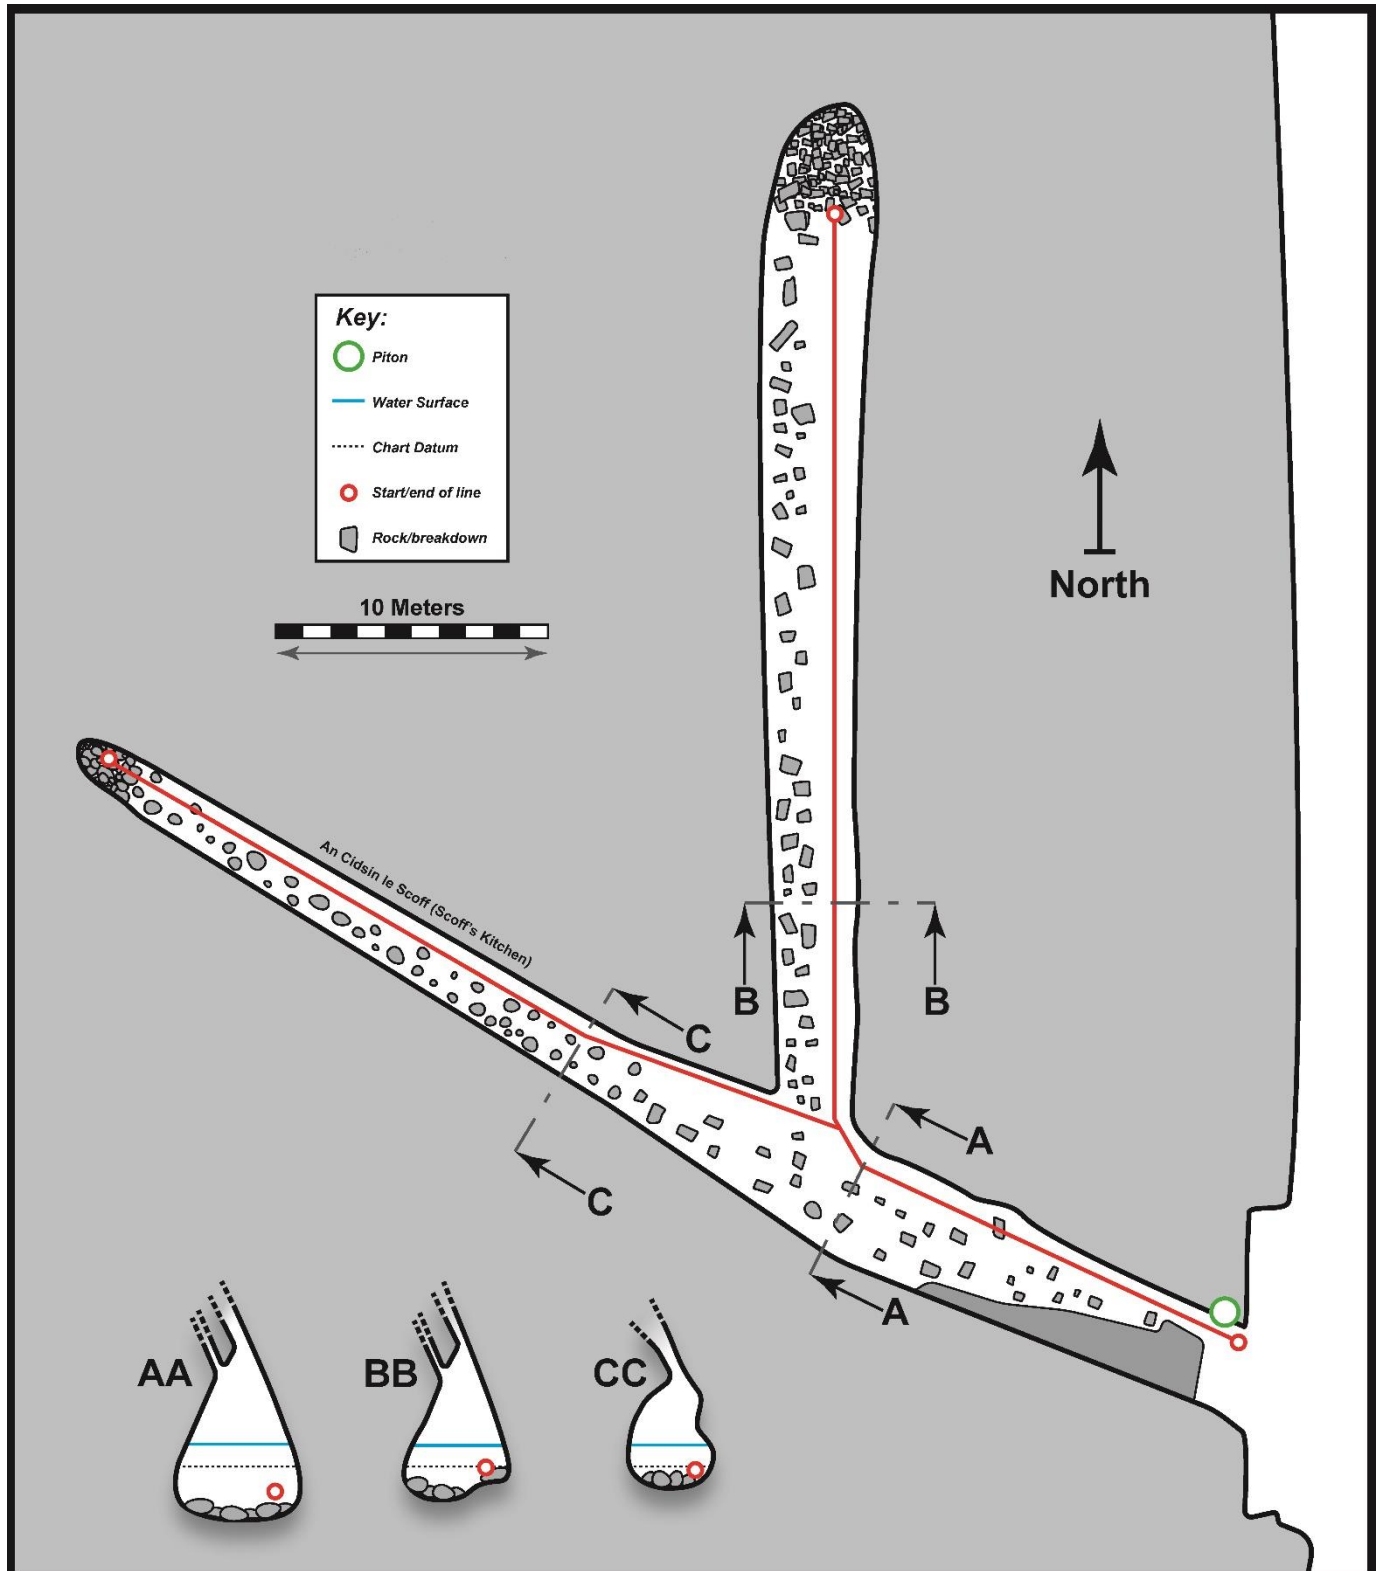 Key:
Piton
Water Surface
Chart Datum
Start/end of line
Rock/breakdown
10 Meters
North
An Cidsin le Scoff (Scoff's Kitchen)
B
B
C
C
A
A
AA
BB
CC